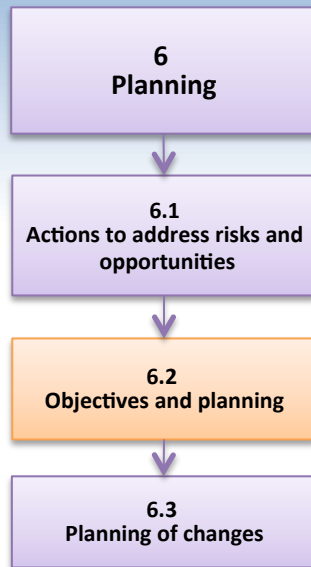 6
Planning
6.1
Actions to address risks and
opportunities
6.2
Objectives and planning
6.3
Planning of changes